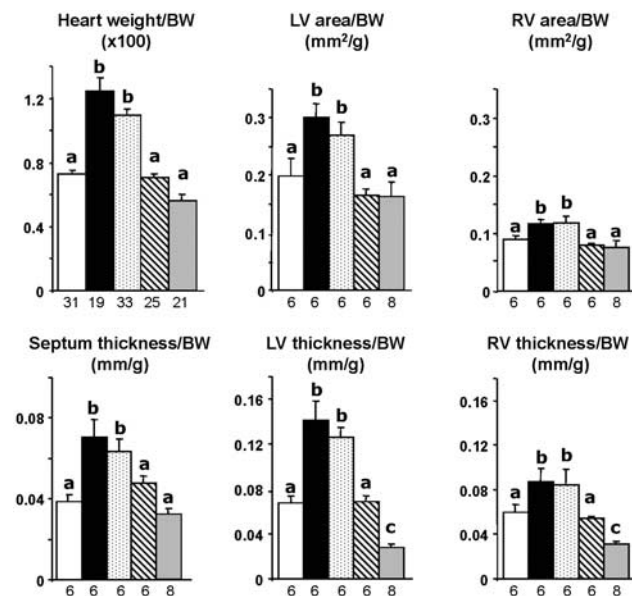 Heart weight/BW
(x100)
b
b
a
a
a
1.2
0.8
0.4
0
31 19 33 25 21
LV area/BW
(mm²/g)
b
b
a
a a
0.3
0.2
0.1
0
6 6 6 6 8
RV area/BW
(mm²/g)
0.3
0.2
0.1
0
a b b a a
6 6 6 6 8
Septum thickness/BW
(mm/g)
b
b
a
a
a
0.08
0.04
0
6 6 6 6 8
LV thickness/BW
(mm/g)
b
b
a
a
c
0.16
0.12
0.08
0.04
0
6 6 6 6 8
RV thickness/BW
(mm/g)
0.16
0.12
0.08
0.04
0
b b
a
a
c
6 6 6 6 8